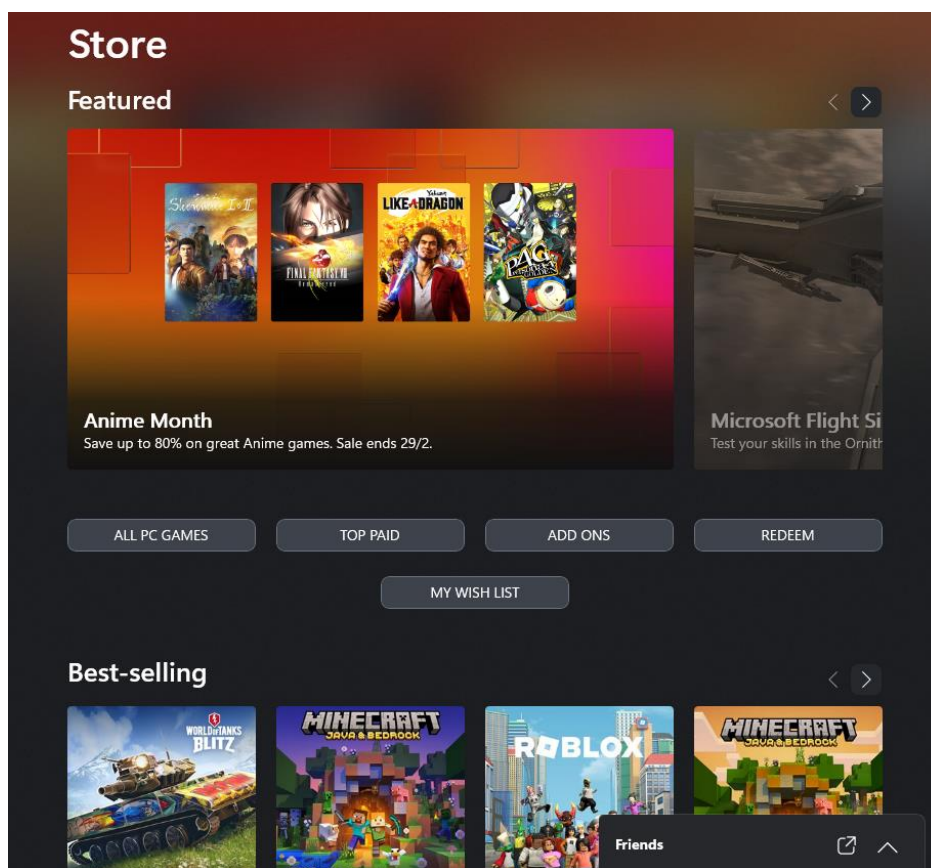 Store
Featured
Shenmue I & II
FINAL FANTASY VIII
Remastered
Yakuza
LIKE A DRAGON
P4G
PERSONA4
GOLDEN
Anime Month
Save up to 80% on great Anime games. Sale ends 29/2.
Microsoft Flight Si
Test your skills in the Ornith
ALL PC GAMES
TOP PAID
ADD ONS
REDEEM
MY WISH LIST
Best-selling
WORLD OF TANKS
BLITZ
MINECRAFT
JAVA & BEDROCK
ROBLOX
MINECRAFT
JAVA & BEDROCK
Friends